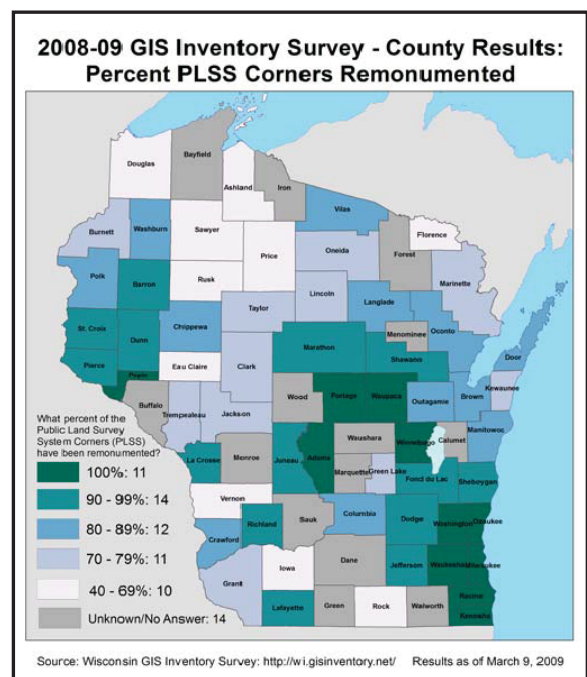 2008-09 GIS Inventory Survey - County Results:
Percent PLSS Corners Remonumented
Douglas
Bayfield
Ashland
Iron
Vilas
Burnett
Washburn
Sawyer
Price
Oneida
Forest
Florence
Marinette
Polk
Barron
Rusk
Taylor
Lincoln
Langlade
Menominee
Oconto
Door
St. Croix
Dunn
Chippewa
Marathon
Shawano
Pierce
Pepin
Eau Claire
Clark
Buffalo
Trempealeau
Jackson
Wood
Portage
Waupaca
Outagamie
Brown
Kewaunee
Manitowoc
La Crosse
Monroe
Juneau
Adams
Waushara
Winnebago
Calumet
Marquette
Green Lake
Fond du Lac
Sheboygan
Vernon
Crawford
Richland
Sauk
Columbia
Dodge
Washington
Ozaukee
Grant
Iowa
Dane
Jefferson
Waukesha
Milwaukee
Lafayette
Green
Rock
Walworth
Racine
Kenosha
What percent of the
Public Land Survey
System Corners (PLSS)
have been remonumented?
100%: 11
90 - 99%: 14
80 - 89%: 12
70 - 79%: 11
40 - 69%: 10
Unknown/No Answer: 14
Source: Wisconsin GIS Inventory Survey: http://wi.gisinventory.net/ Results as of March 9, 2009